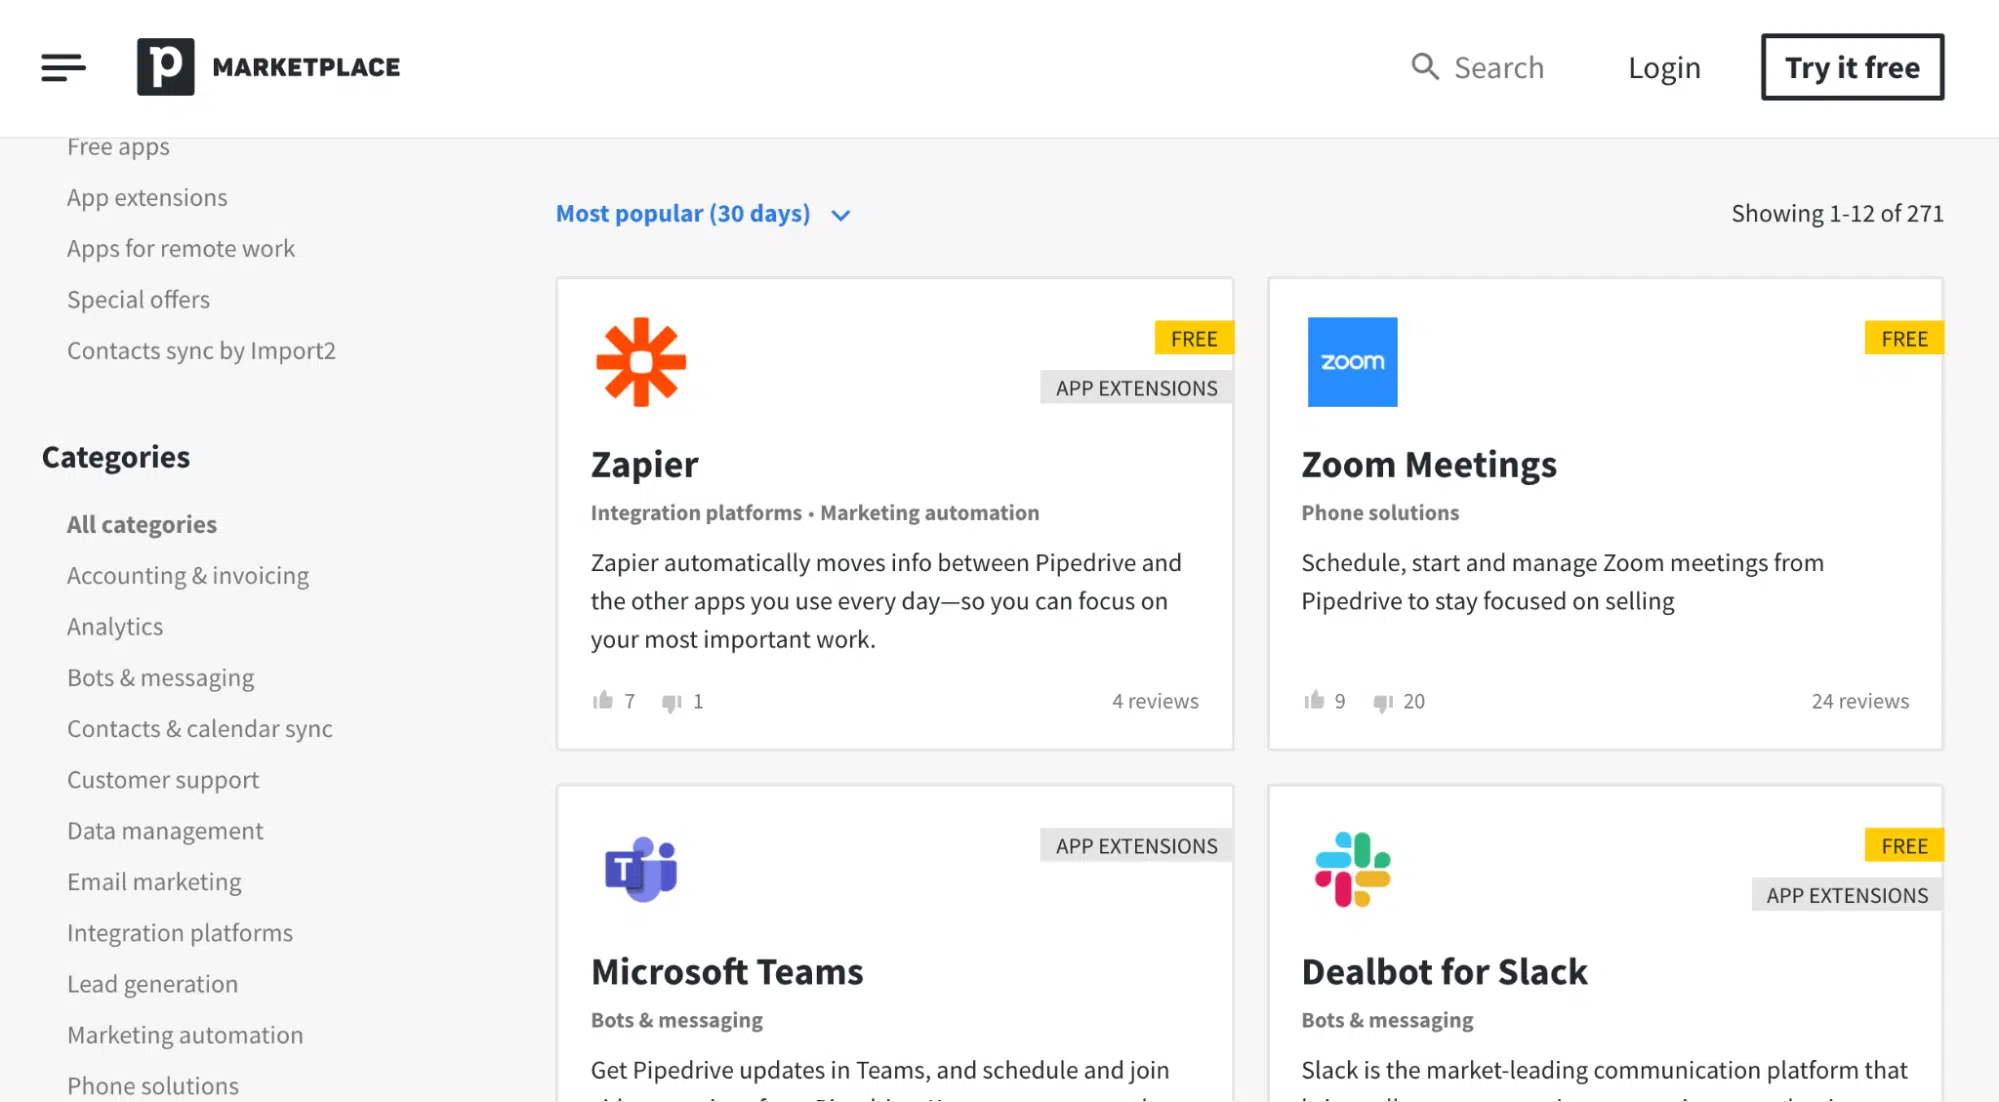 p MARKETPLACE
Search
Login
Try it free
Free apps
App extensions
Apps for remote work
Special offers
Contacts sync by Import2
Categories
All categories
Accounting & invoicing
Analytics
Bots & messaging
Contacts & calendar sync
Customer support
Data management
Email marketing
Integration platforms
Lead generation
Marketing automation
Phone solutions
Most popular (30 days)
Showing 1-12 of 271
FREE
APP EXTENSIONS
Zapier
Integration platforms • Marketing automation
Zapier automatically moves info between Pipedrive and
the other apps you use every day—so you can focus on
your most important work.
7 1
4 reviews
zoom
FREE
Zoom Meetings
Phone solutions
Schedule, start and manage Zoom meetings from
Pipedrive to stay focused on selling
9 20
24 reviews
T
APP EXTENSIONS
Microsoft Teams
Bots & messaging
Get Pipedrive updates in Teams, and schedule and join
FREE
APP EXTENSIONS
Dealbot for Slack
Bots & messaging
Slack is the market-leading communication platform that